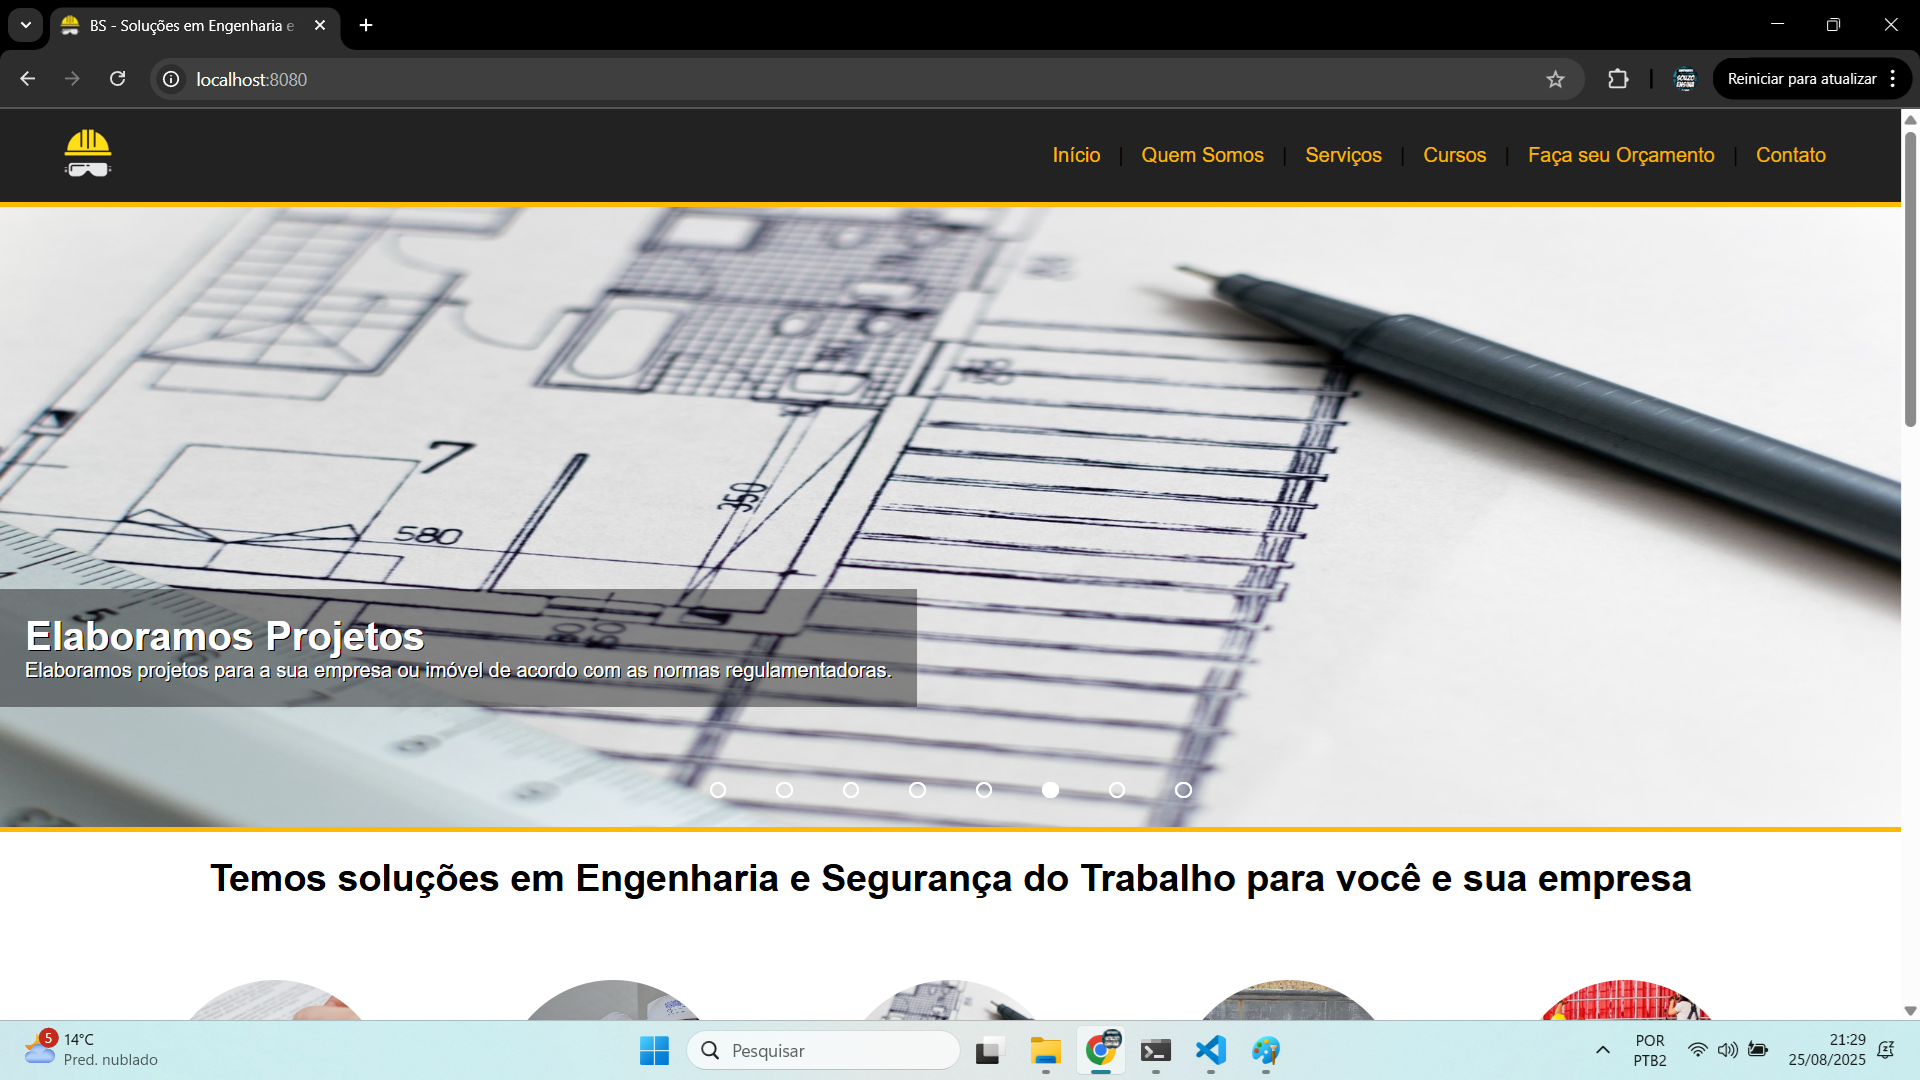 BS - Soluções em Engenharia e
localhost:8080
Reiniciar para atualizar
Início
Quem Somos
Serviços
Cursos
Faça seu Orçamento
Contato
7
580
350
Elaboramos Projetos
Elaboramos projetos para a sua empresa ou imóvel de acordo com as normas regulamentadoras.
Temos soluções em Engenharia e Segurança do Trabalho para você e sua empresa
5
14°C
Pred. nublado
Pesquisar
POR
PTB2
21:29
25/08/2025